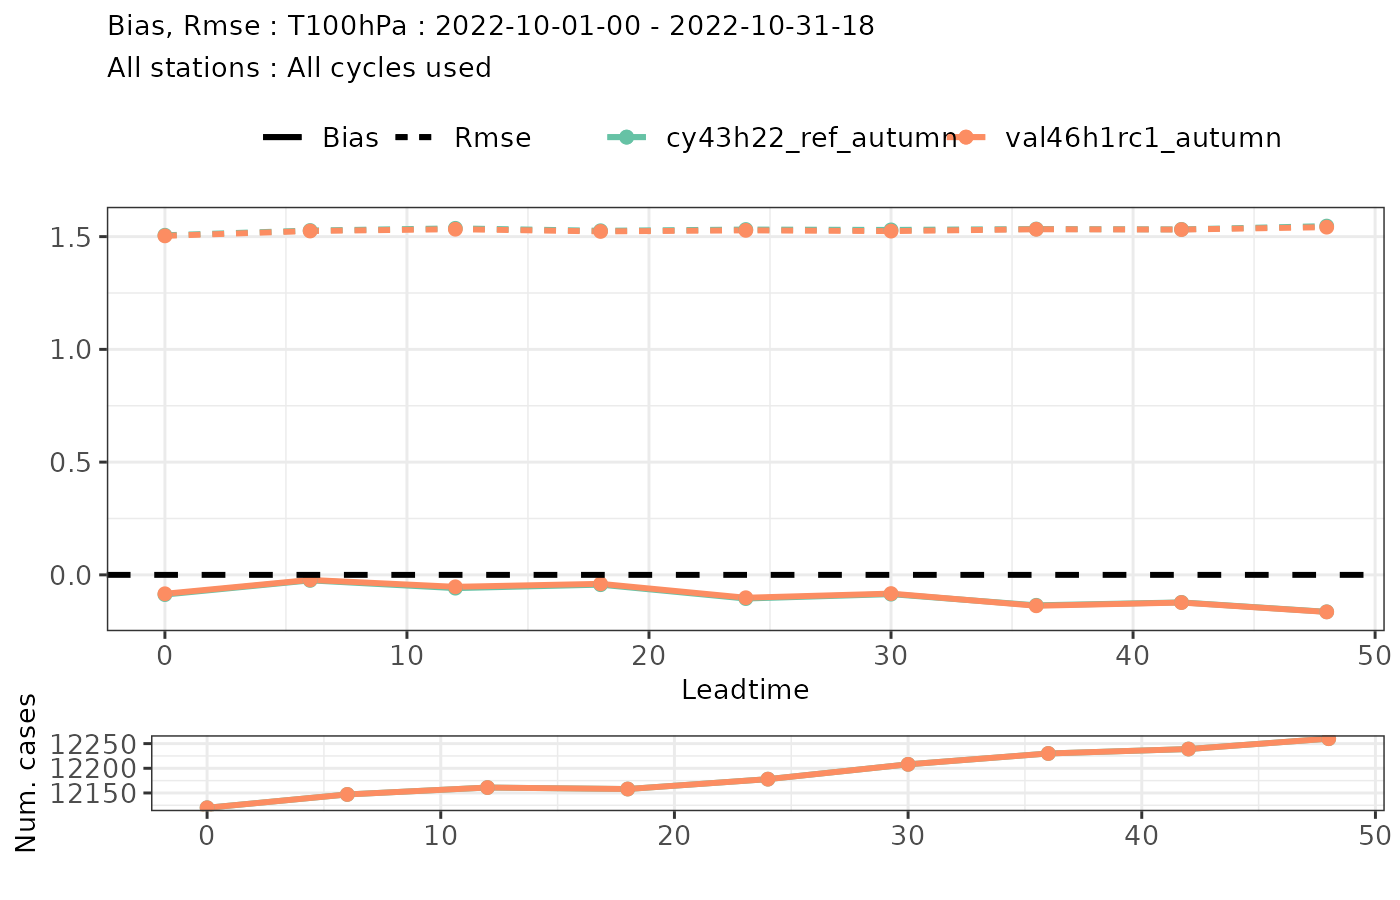 Bias, Rmse : T100hPa : 2022-10-01-00 - 2022-10-31-18
All stations : All cycles used
Bias Rmse cy43h22_ref_autumn val46h1rc1_autumn
1.5
1.0
0.5
0.0
0 10 20 30 40 50
Leadtime
Num. cases
12250
12200
12150
0 10 20 30 40 50